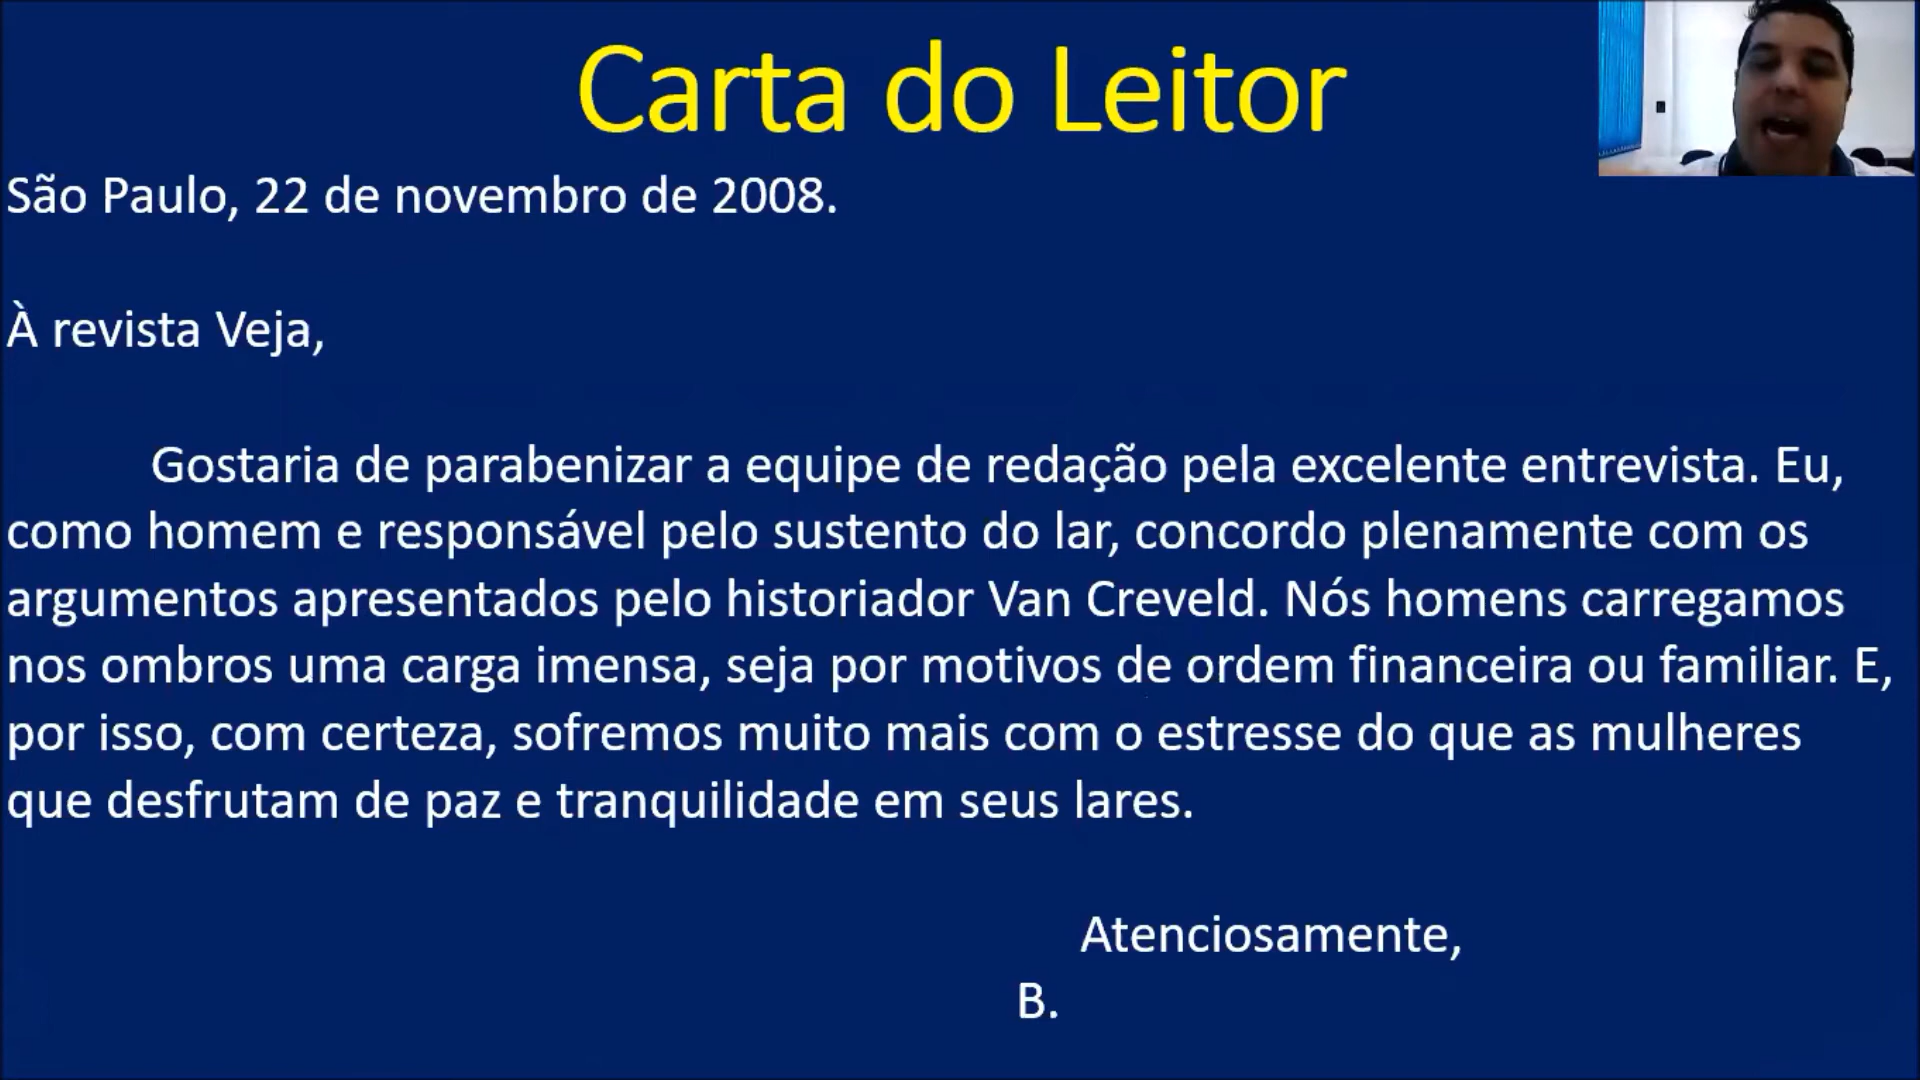 Carta do Leitor
São Paulo, 22 de novembro de 2008.
À revista Veja,
Gostaria de parabenizar a equipe de redação pela excelente entrevista. Eu,
como homem e responsável pelo sustento do lar, concordo plenamente com os
argumentos apresentados pelo historiador Van Creveld. Nós homens carregamos
nos ombros uma carga imensa, seja por motivos de ordem financeira ou familiar. E,
por isso, com certeza, sofremos muito mais com o estresse do que as mulheres
que desfrutam de paz e tranquilidade em seus lares.
Atenciosamente,
B.